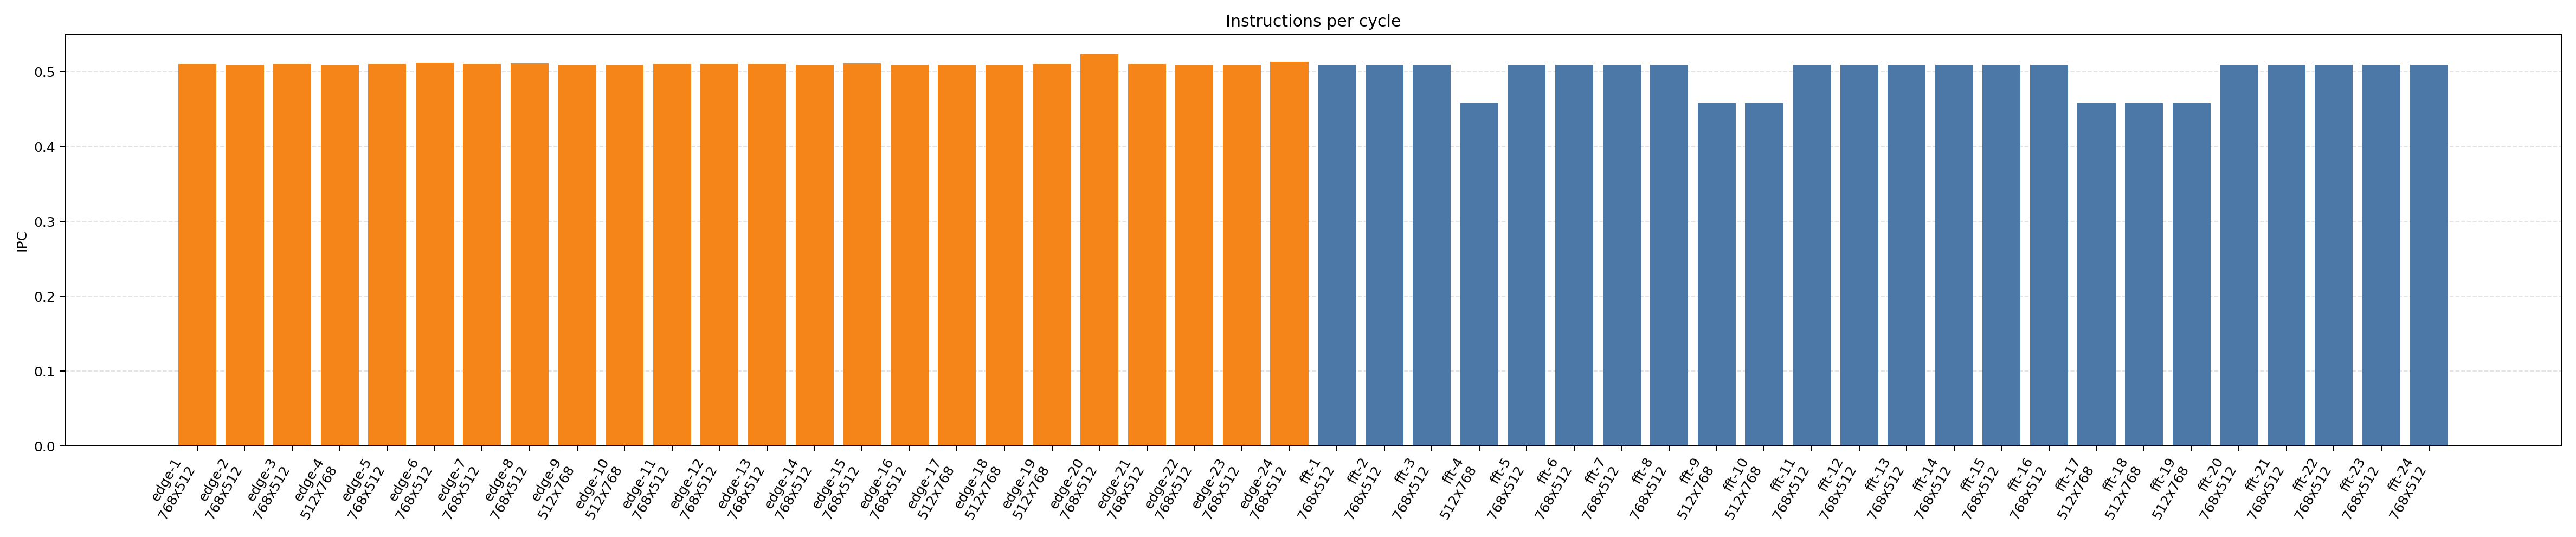 Instructions per cycle
IPC
0.5
0.4
0.3
0.2
0.1
0.0
edge-1
768x512
edge-2
768x512
edge-3
768x512
edge-4
512x768
edge-5
768x512
edge-6
768x512
edge-7
768x512
edge-8
768x512
edge-9
512x768
edge-10
512x768
edge-11
768x512
edge-12
768x512
edge-13
768x512
edge-14
768x512
edge-15
768x512
edge-16
768x512
edge-17
512x768
edge-18
512x768
edge-19
512x768
edge-20
768x512
edge-21
768x512
edge-22
768x512
edge-23
768x512
edge-24
768x512
fft-1
768x512
fft-2
768x512
fft-3
768x512
fft-4
512x768
fft-5
768x512
fft-6
768x512
fft-7
768x512
fft-8
768x512
fft-9
512x768
fft-10
512x768
fft-11
768x512
fft-12
768x512
fft-13
768x512
fft-14
768x512
fft-15
768x512
fft-16
768x512
fft-17
512x768
fft-18
512x768
fft-19
512x768
fft-20
768x512
fft-21
768x512
fft-22
768x512
fft-23
768x512
fft-24
768x512